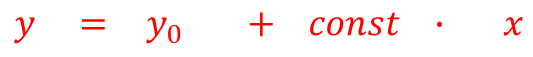 y = y₀ + const · x